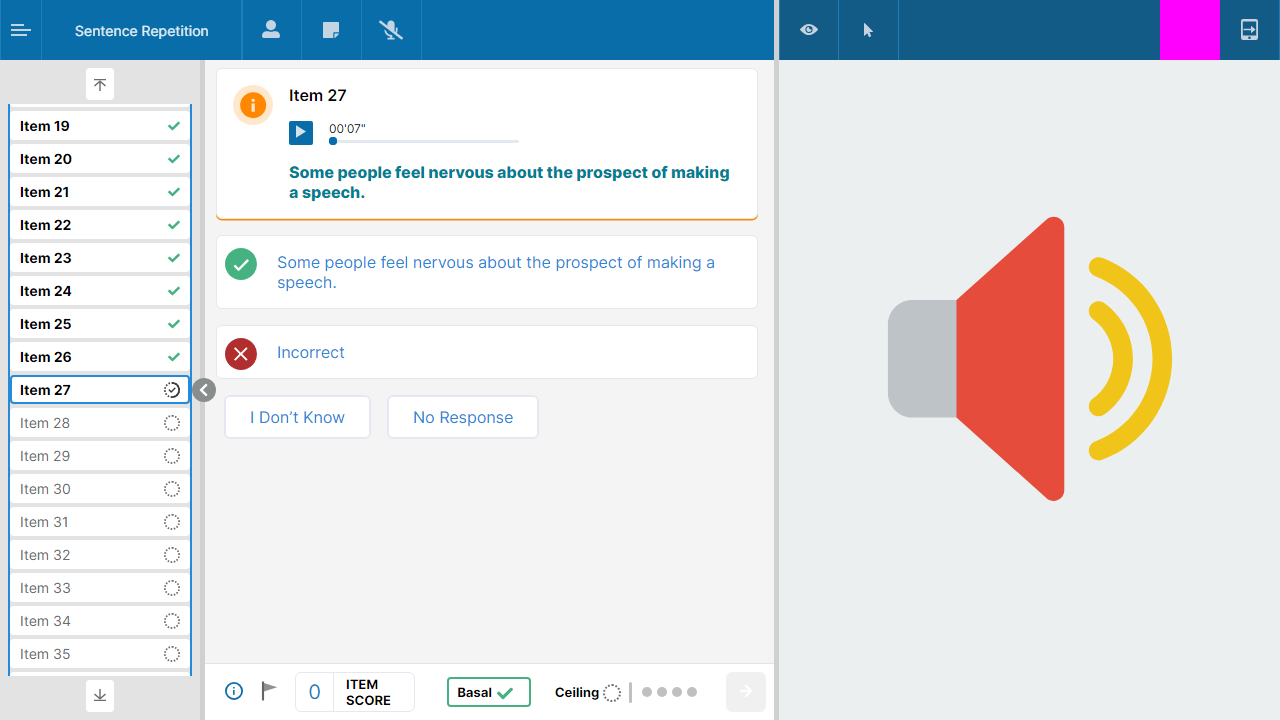 Sentence Repetition
Item 19
Item 20
Item 21
Item 22
Item 23
Item 24
Item 25
Item 26
Item 27
Item 28
Item 29
Item 30
Item 31
Item 32
Item 33
Item 34
Item 35
Item 27
00'07"
Some people feel nervous about the prospect of making
a speech.
Some people feel nervous about the prospect of making a
speech.
Incorrect
I Don’t Know
No Response
0
ITEM
SCORE
Basal
Ceiling